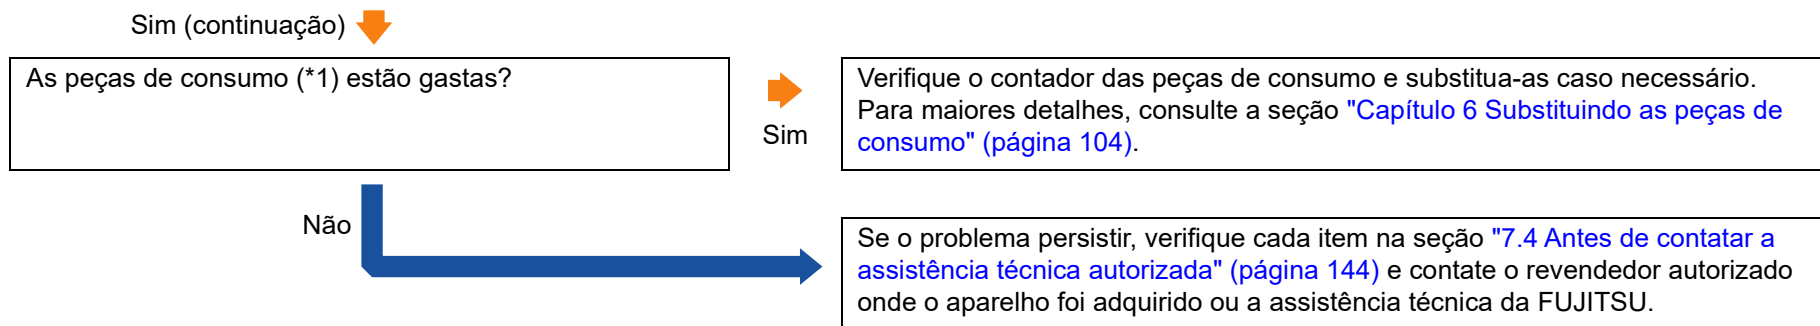 Sim (continuação)
As peças de consumo (*1) estão gastas?
Sim
Verifique o contador das peças de consumo e substitua-as caso necessário.
Para maiores detalhes, consulte a seção "Capítulo 6 Substituindo as peças de
consumo" (página 104).
Não
Se o problema persistir, verifique cada item na seção "7.4 Antes de contatar a
assistência técnica autorizada" (página 144) e contate o revendedor autorizado
onde o aparelho foi adquirido ou a assistência técnica da FUJITSU.